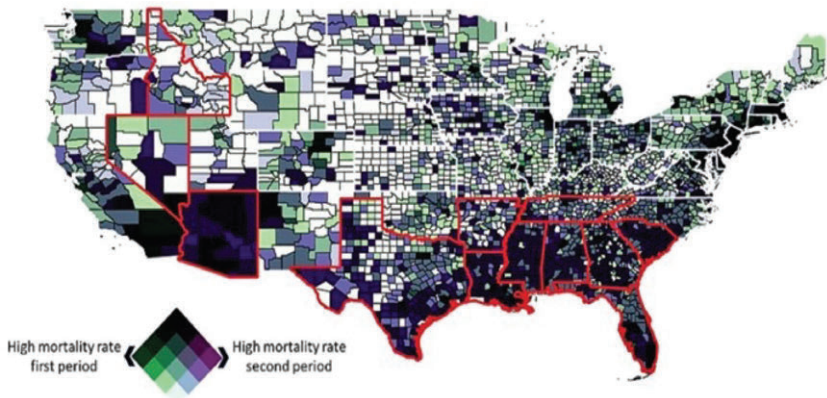 High mortality rate
first period
High mortality rate
second period